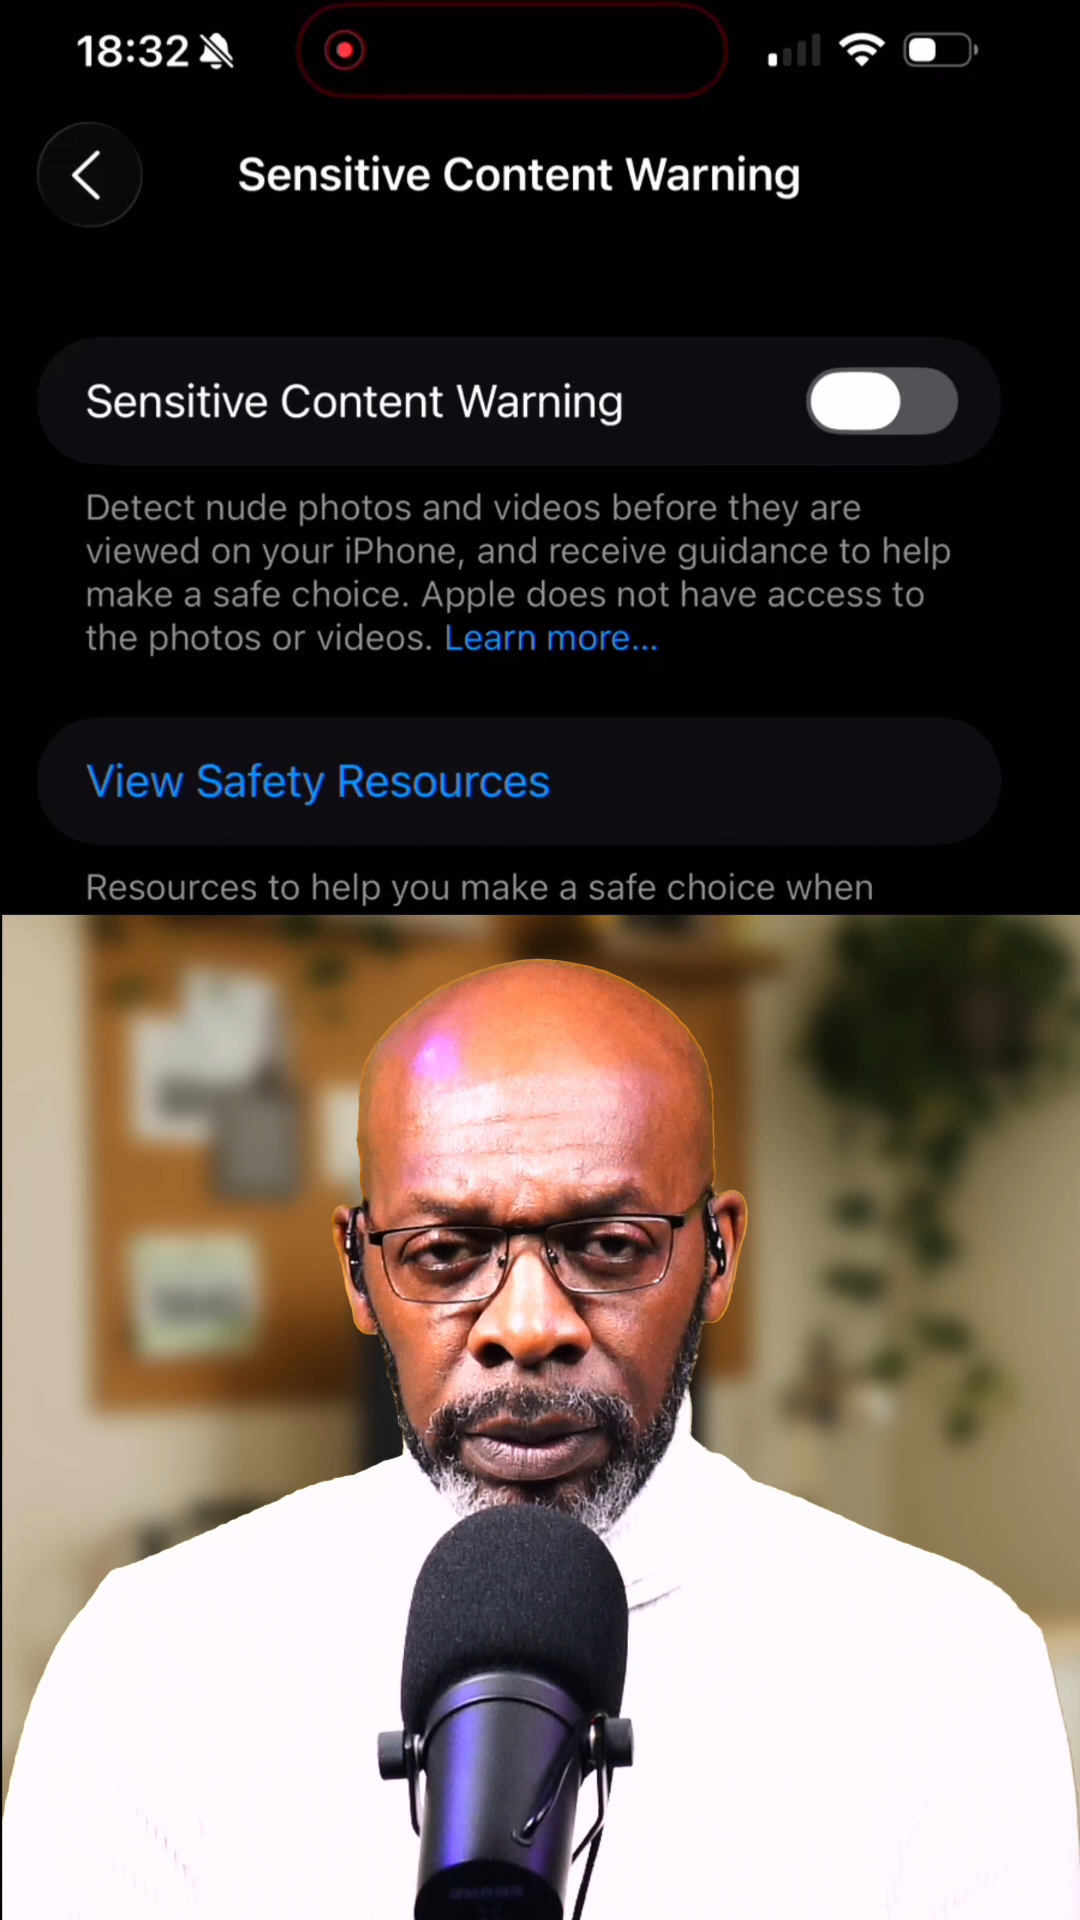 18:32
Sensitive Content Warning
Sensitive Content Warning
Detect nude photos and videos before they are
viewed on your iPhone, and receive guidance to help
make a safe choice. Apple does not have access to
the photos or videos. Learn more...
View Safety Resources
Resources to help you make a safe choice when